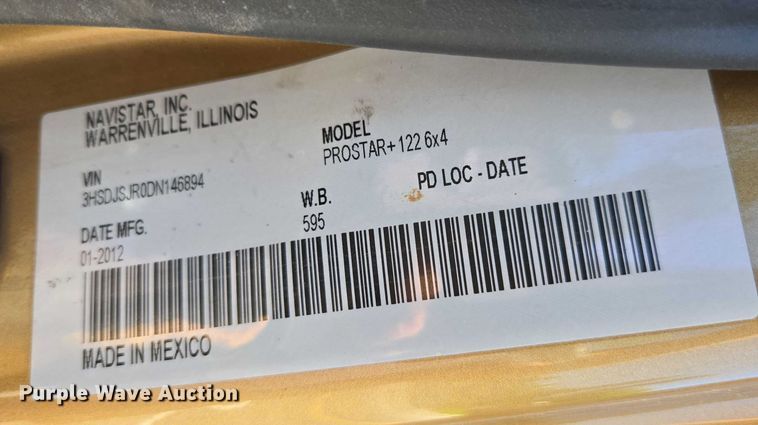 NAVISTAR, INC.
WARRENVILLE, ILLINOIS
MODEL
PROSTAR+ 122 6x4
VIN
3HSDJSJR0DN146894
W.B.
595
PD LOC - DATE
DATE MFG.
01-2012
MADE IN MEXICO
Purple Wave Auction